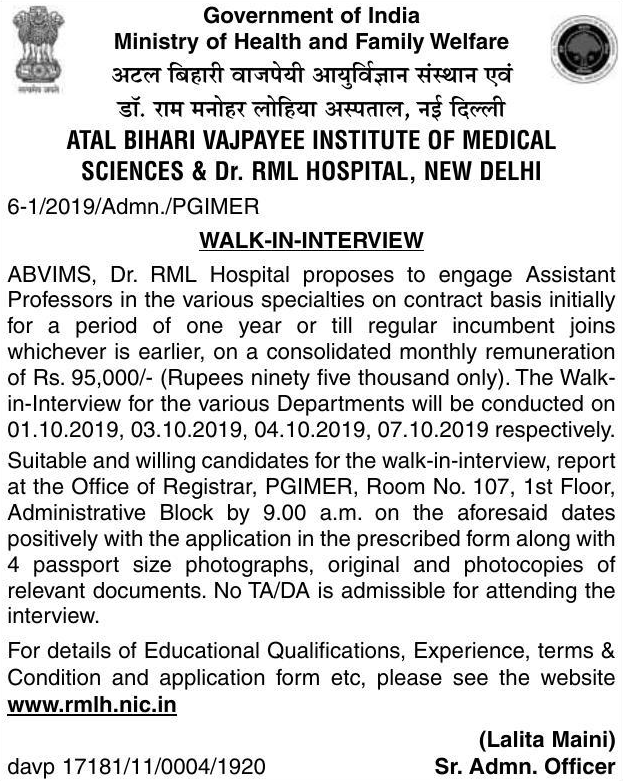 Government of India
Ministry of Health and Family Welfare
अटल बिहारी वाजपेयी आयुर्विज्ञान संस्थान एवं
डॉ. राम मनोहर लोहिया अस्पताल, नई दिल्ली
ATAL BIHARI VAJPAYEE INSTITUTE OF MEDICAL
SCIENCES & Dr. RML HOSPITAL, NEW DELHI
6-1/2019/Admn./PGIMER
WALK-IN-INTERVIEW
ABVIMS, Dr. RML Hospital proposes to engage Assistant
Professors in the various specialties on contract basis initially
for a period of one year or till regular incumbent joins
whichever is earlier, on a consolidated monthly remuneration
of Rs. 95,000/- (Rupees ninety five thousand only). The Walk-
in-Interview for the various Departments will be conducted on
01.10.2019, 03.10.2019, 04.10.2019, 07.10.2019 respectively.
Suitable and willing candidates for the walk-in-interview, report
at the Office of Registrar, PGIMER, Room No. 107, 1st Floor,
Administrative Block by 9.00 a.m. on the aforesaid dates
positively with the application in the prescribed form along with
4 passport size photographs, original and photocopies of
relevant documents. No TA/DA is admissible for attending the
interview.
For details of Educational Qualifications, Experience, terms &
Condition and application form etc, please see the website
www.rmlh.nic.in
(Lalita Maini)
davp 17181/11/0004/1920 Sr. Admn. Officer